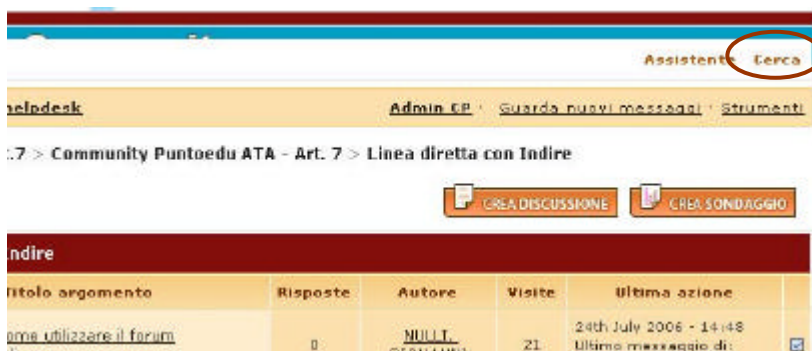 Assistente Cerca
helpdesk Admin CP · Guarda nuovi messaggi · Strumenti
.7 > Community Puntoedu ATA - Art. 7 > Linea diretta con Indire
CREA DISCUSSIONE CREA SONDAGGIO
Indire
Titolo argomento Risposte Autore Visite Ultima azione
ome utilizzare il forum 0 NULLI, 21 24th July 2006 - 14:48
Ultimo messaggio di: